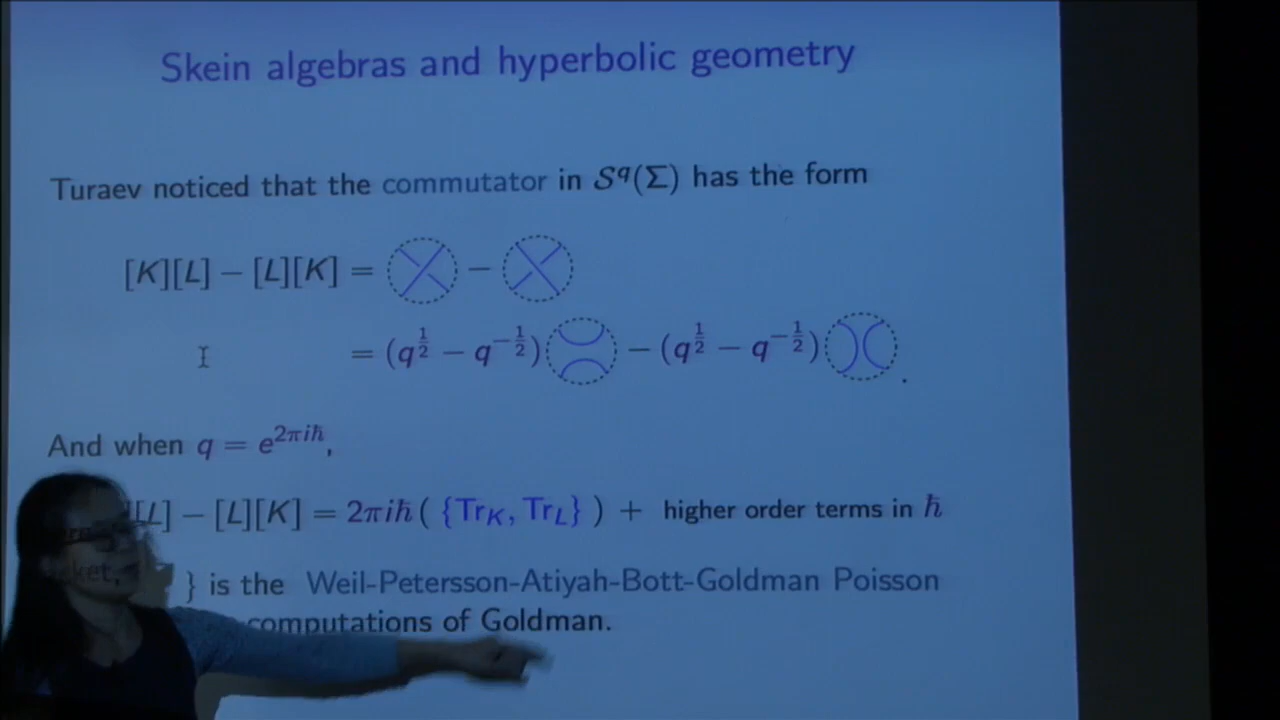 Skein algebras and hyperbolic geometry
Turaev noticed that the commutator in 𝒮^q(Σ) has the form
[K][L] − [L][K] = −
= (q^{1/2} − q^{−1/2}) − (q^{1/2} − q^{−1/2}) .
And when q = e^{2πiħ},
[L] − [L][K] = 2πiħ ( {Tr_K, Tr_L} ) + higher order terms in ħ
} is the Weil-Petersson-Atiyah-Bott-Goldman Poisson
computations of Goldman.